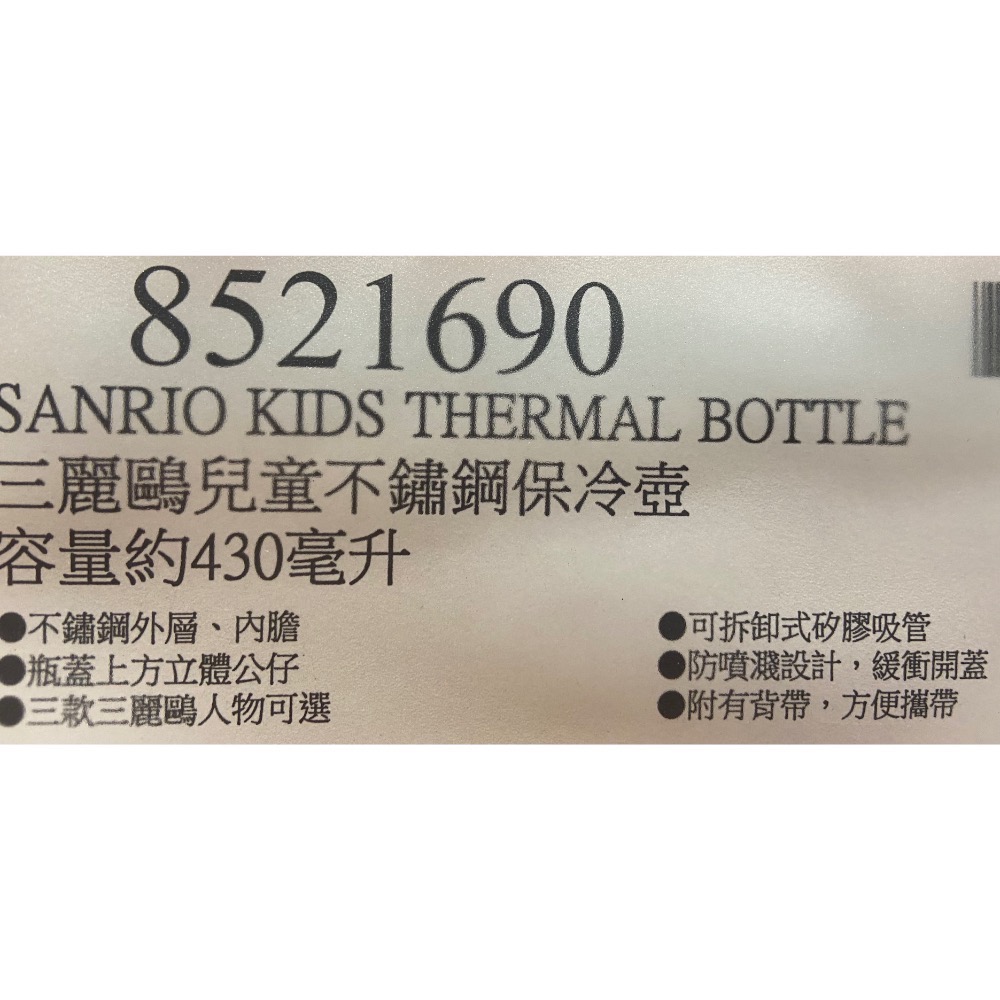 8521690
SANRIO KIDS THERMAL BOTTLE
三麗鷗兒童不鏽鋼保冷壺
容量約430毫升
●不鏽鋼外層、內膽
●瓶蓋上方立體公仔
●三款三麗鷗人物可選
●可拆卸式矽膠吸管
●防噴濺設計，緩衝開蓋
●附有背帶，方便攜帶